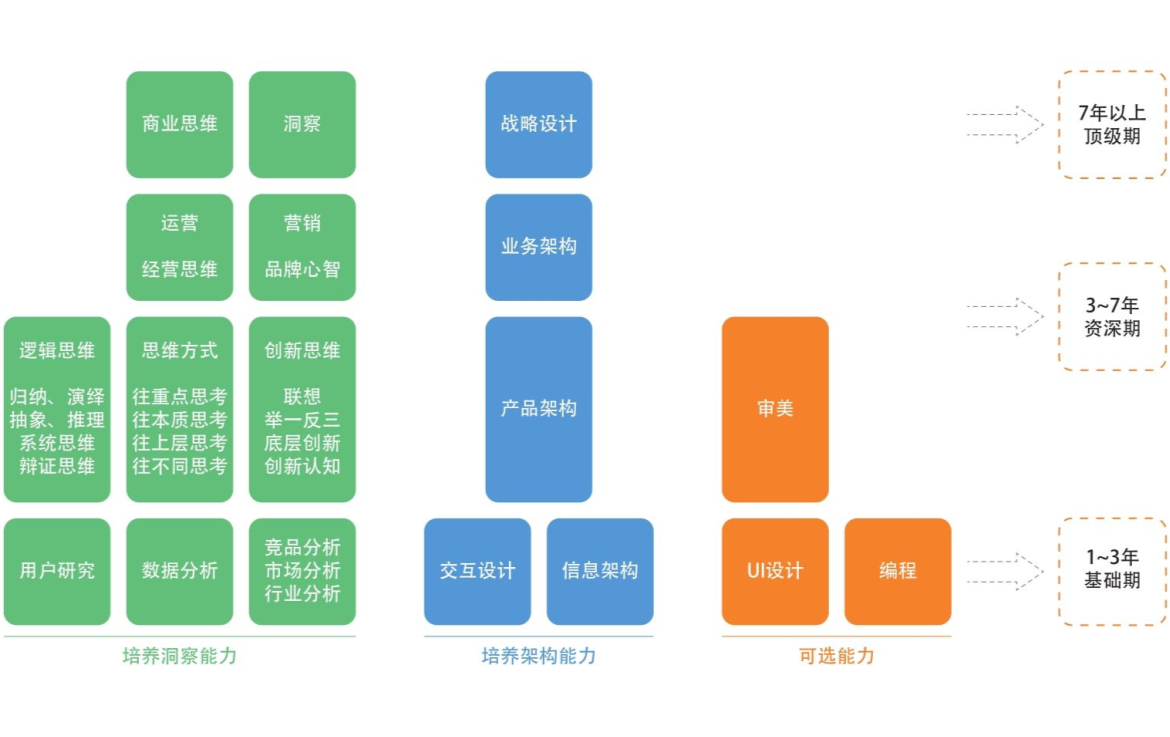 商业思维
洞察
战略设计
7年以上
顶级期
运营
经营思维
营销
品牌心智
业务架构
3~7年
资深期
逻辑思维
归纳、演绎
抽象、推理
系统思维
辩证思维
思维方式
往重点思考
往本质思考
往上层思考
往不同思考
创新思维
联想
举一反三
底层创新
创新认知
产品架构
审美
用户研究
数据分析
竞品分析
市场分析
行业分析
交互设计
信息架构
UI设计
编程
1~3年
基础期
培养洞察能力
培养架构能力
可选能力